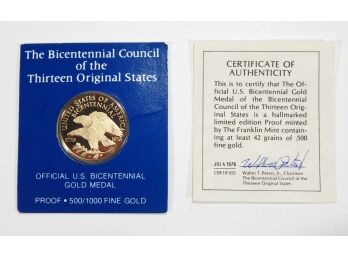 The Bicentennial Council
of the
Thirteen Original States
UNITED STATES OF AMERICA
BICENTENNIAL
1776
1976
OFFICIAL U.S. BICENTENNIAL
GOLD MEDAL
PROOF • 500/1000 FINE GOLD
CERTIFICATE OF
AUTHENTICITY
This is to certify that The Of-
ficial U.S. Bicentennial Gold
Medal of the Bicentennial Council
of the Thirteen Original States
is a hallmarked
limited edition Proof minted
by The Franklin Mint contain-
ing at least 42 grains of .500
fine gold.
JUL 4 1976
CERTIFIED
Walter T. Peters, Jr., Chairman
The Bicentennial Council of the
Thirteen Original States